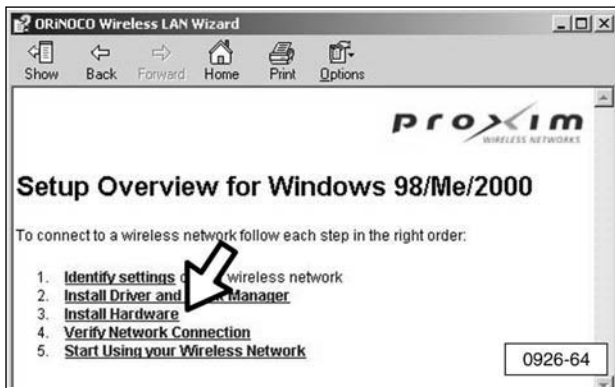 ORiNOCO Wireless LAN Wizard
Show Back Forward Home Print Options
proxim
WIRELESS NETWORKS
Setup Overview for Windows 98/Me/2000
To connect to a wireless network follow each step in the right order:
1. Identify settings wireless network
2. Install Driver and Manager
3. Install Hardware
4. Verify Network Connection
5. Start Using your Wireless Network
0926-64